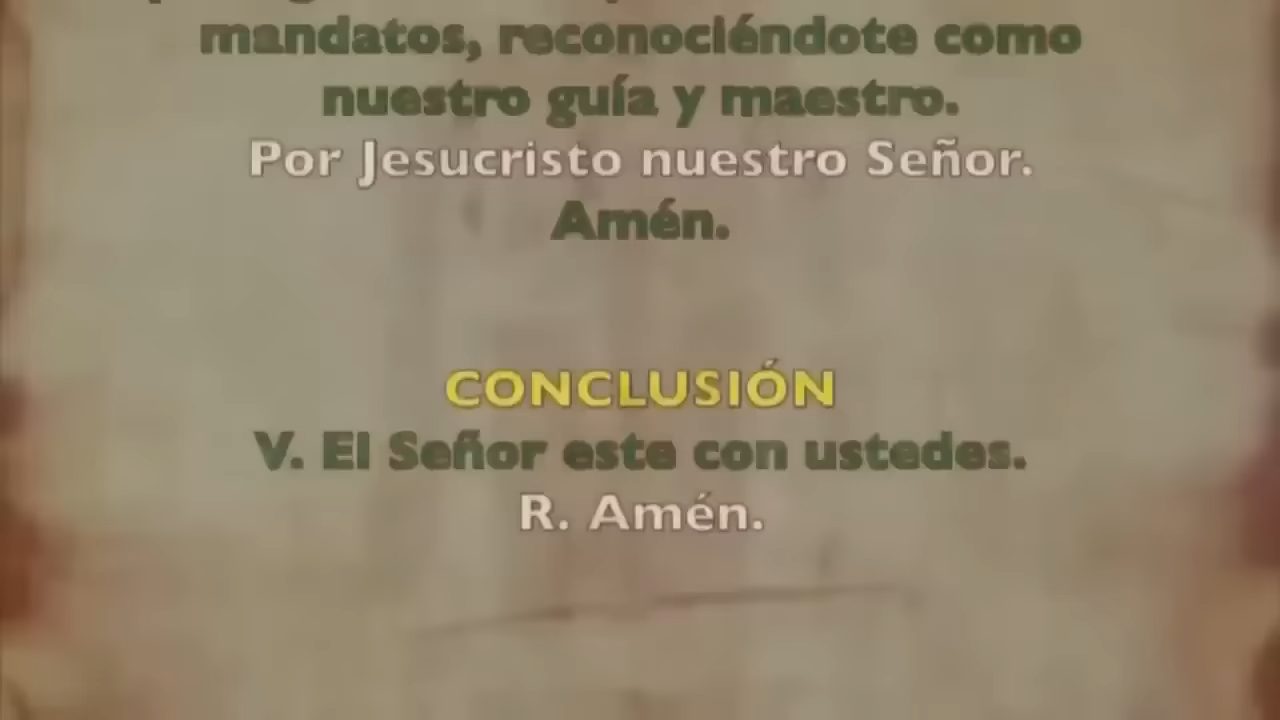 mandatos, reconociéndote como
nuestro guía y maestro.
Por Jesucristo nuestro Señor.
Amén.
CONCLUSIÓN
V. El Señor este con ustedes.
R. Amén.